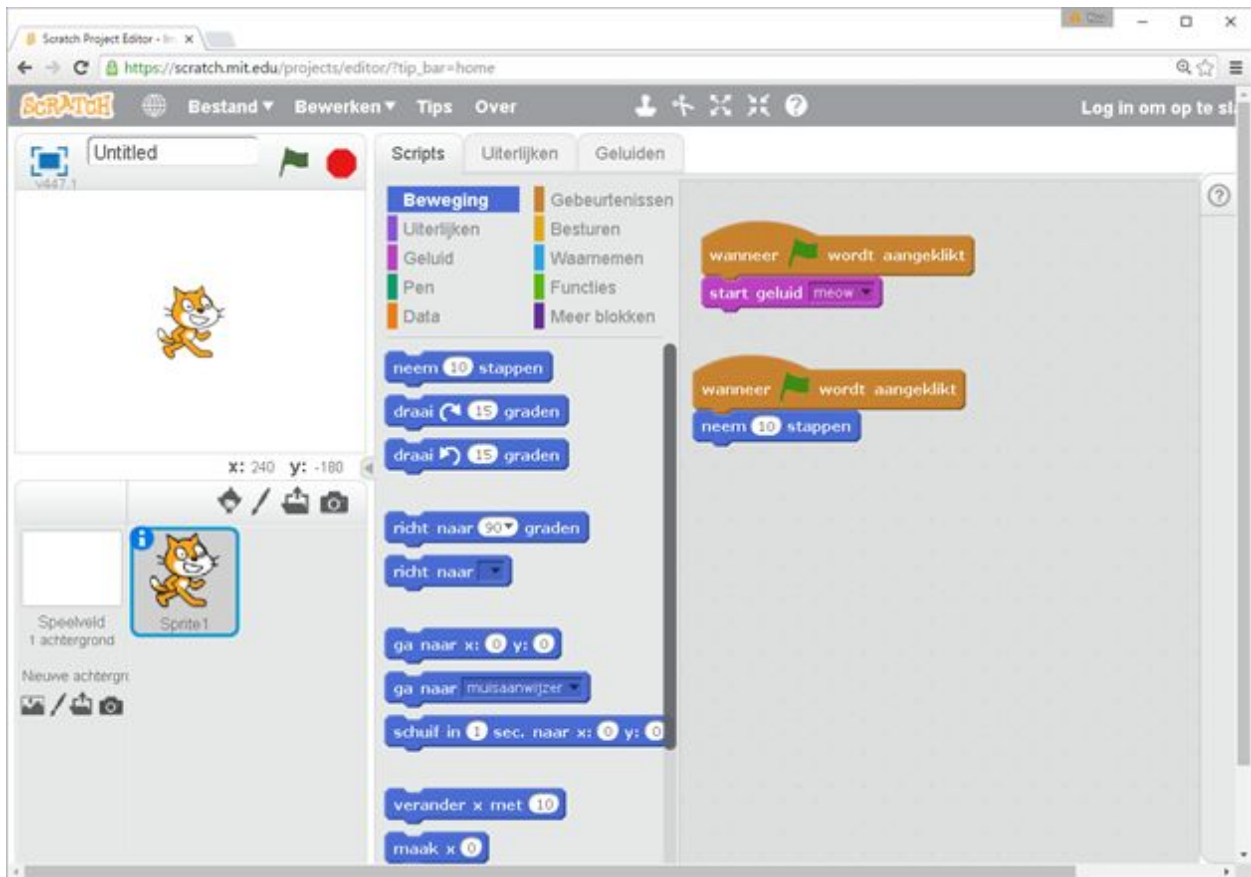 Scratch Project Editor - Im
https://scratch.mit.edu/projects/editor/?tip_bar=home
SCRATCH Bestand Bewerken Tips Over Log in om op te sl
Untitled
v447.1
x: 240 y: -180
Speelveld
1 achtergrond
Sprite1
Nieuwe achtergr
Scripts Uiterlijken Geluiden
Beweging Gebeurtenissen
Uiterlijken Besturen
Geluid Waarnemen
Pen Functies
Data Meer blokken
neem 10 stappen
draai 15 graden
draai 15 graden
richt naar 90 graden
richt naar
ga naar x: 0 y: 0
ga naar muisaanwijzer
schuif in 1 sec. naar x: 0 y: 0
verander x met 10
maak x 0
wanneer wordt aangeklikt
start geluid meow
wanneer wordt aangeklikt
neem 10 stappen